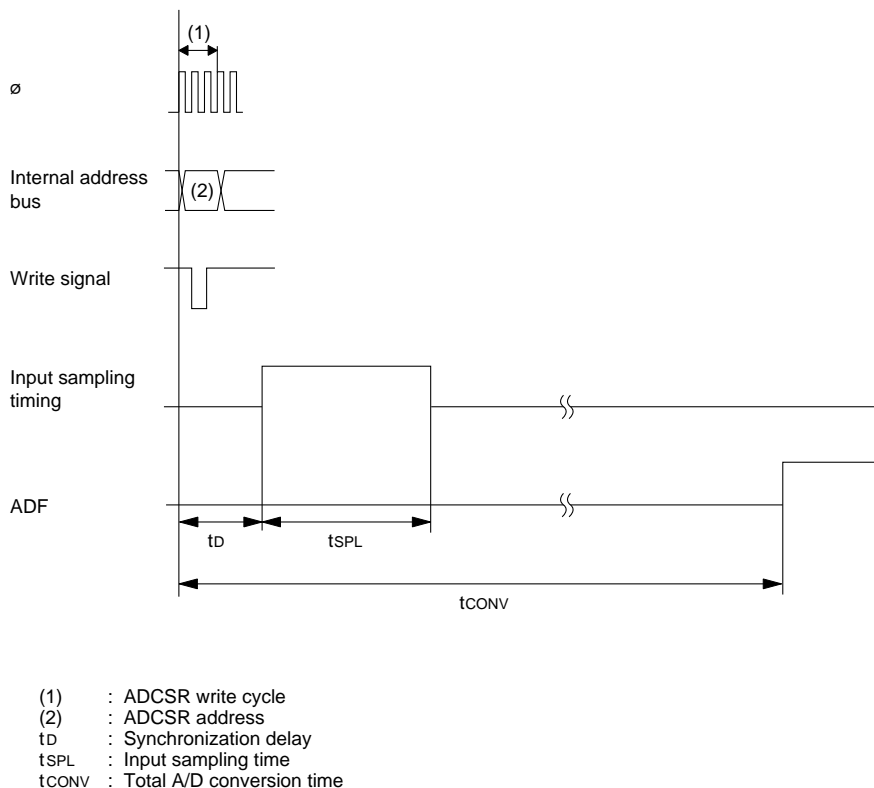 (1)
ø
Internal address
bus
(2)
Write signal
Input sampling
timing
ADF
tD
tSPL
tCONV
(1) : ADCSR write cycle
(2) : ADCSR address
tD : Synchronization delay
tSPL : Input sampling time
tCONV : Total A/D conversion time